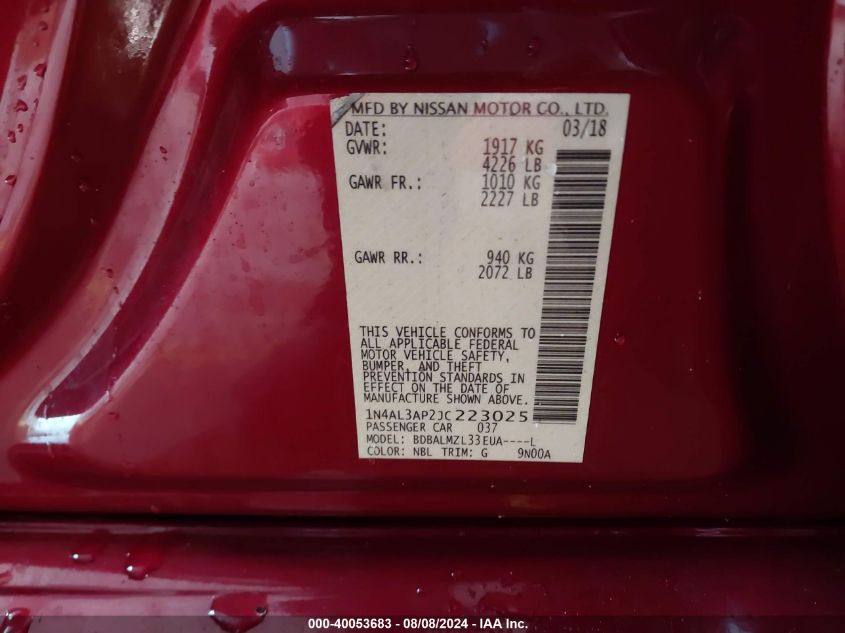 MFD BY NISSAN MOTOR CO., LTD.
DATE: 03/18
GVWR: 1917 KG
4226 LB
GAWR FR.: 1010 KG
2227 LB
GAWR RR.: 940 KG
2072 LB
THIS VEHICLE CONFORMS TO
ALL APPLICABLE FEDERAL
MOTOR VEHICLE SAFETY,
BUMPER, AND THEFT
PREVENTION STANDARDS IN
EFFECT ON THE DATE OF
MANUFACTURE SHOWN ABOVE.
1N4AL3AP2JC223025
PASSENGER CAR 037
MODEL: BDBALMZL33EUA----L
COLOR: NBL TRIM: G 9N00A
000-40053683 - 08/08/2024 - IAA Inc.